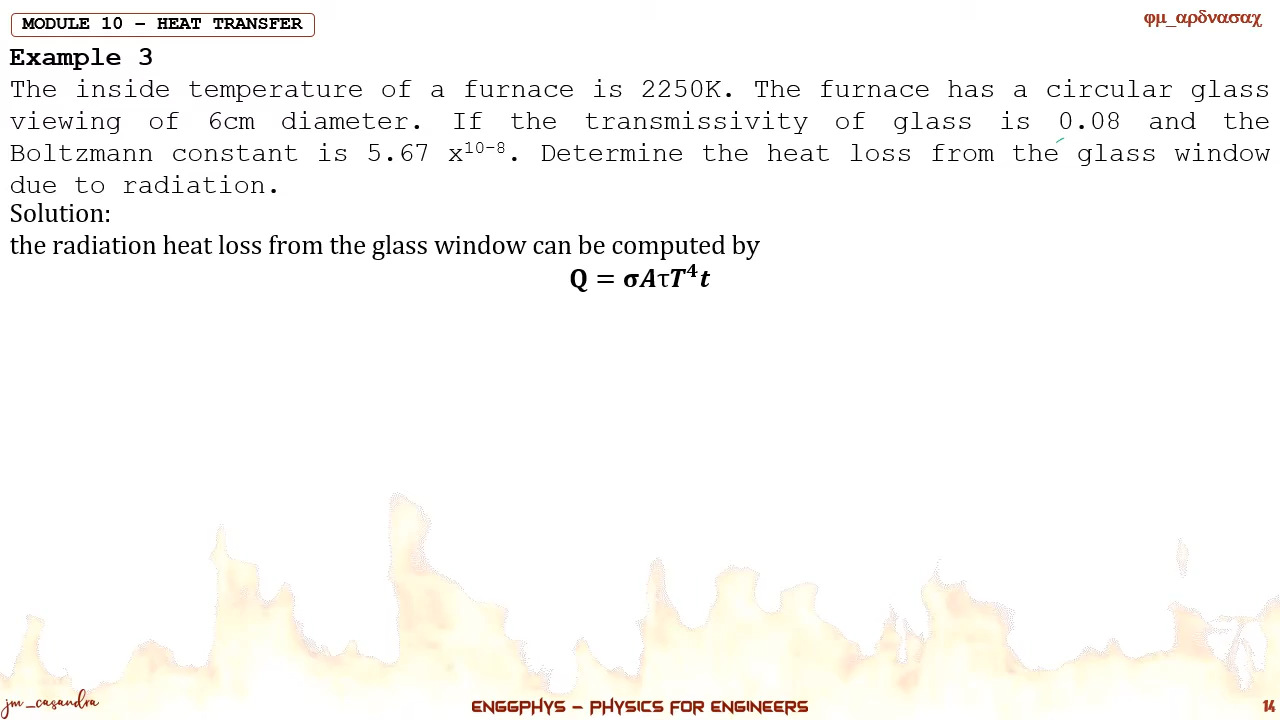 MODULE 10 – HEAT TRANSFER
φμ_αρδνασαχ
Example 3
The inside temperature of a furnace is 2250K. The furnace has a circular glass
viewing of 6cm diameter. If the transmissivity of glass is 0.08 and the
Boltzmann constant is 5.67 x¹⁰⁻⁸. Determine the heat loss from the glass window
due to radiation.
Solution:
the radiation heat loss from the glass window can be computed by
Q = σAτT⁴t
jm_casandra
ENGGPHYS – PHYSICS FOR ENGINEERS
14